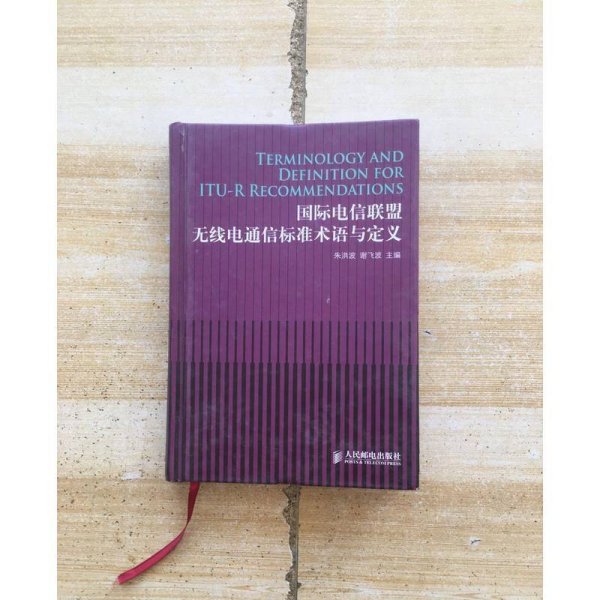 TERMINOLOGY AND
DEFINITION FOR
ITU-R RECOMMENDATIONS
国际电信联盟
无线电通信标准术语与定义
朱洪波 谢飞波 主编
人民邮电出版社
POSTS & TELECOM PRESS